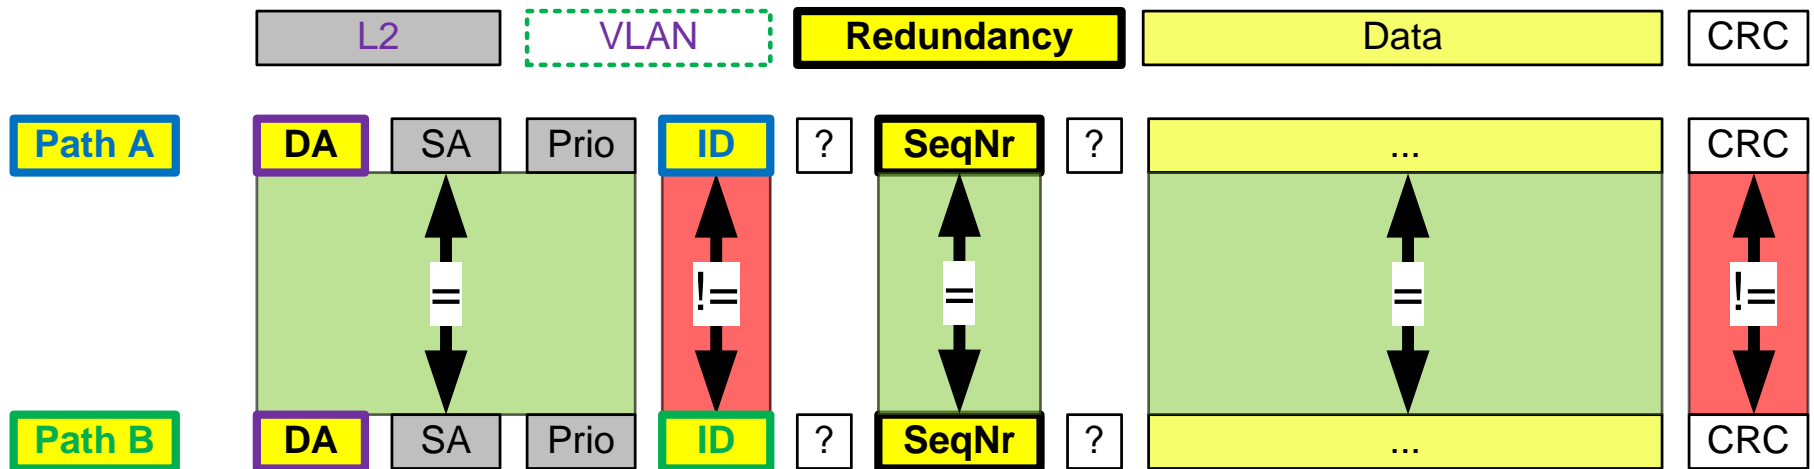 L2 VLAN Redundancy Data CRC
Path A DA SA Prio ID ? SeqNr ? ... CRC
= != = = !=
Path B DA SA Prio ID ? SeqNr ? ... CRC